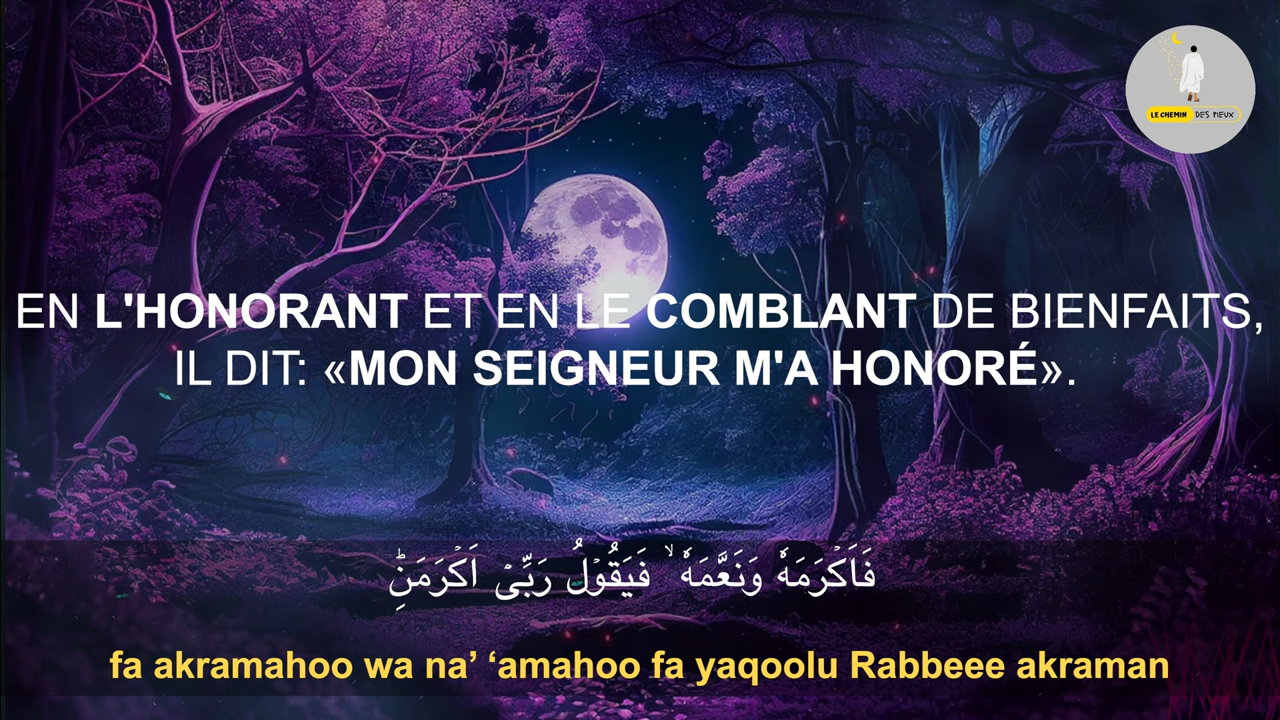 LE CHEMIN DES PIEUX
EN L'HONORANT ET EN LE COMBLANT DE BIENFAITS,
IL DIT: «MON SEIGNEUR M'A HONORÉ».
فَاَكۡرَمَهٗ وَنَعَّمَهٗ ۙ فَيَقُوۡلُ رَبِّىۡۤ اَكۡرَمَنِؕ
fa akramahoo wa na’ ‘amahoo fa yaqoolu Rabbeee akraman